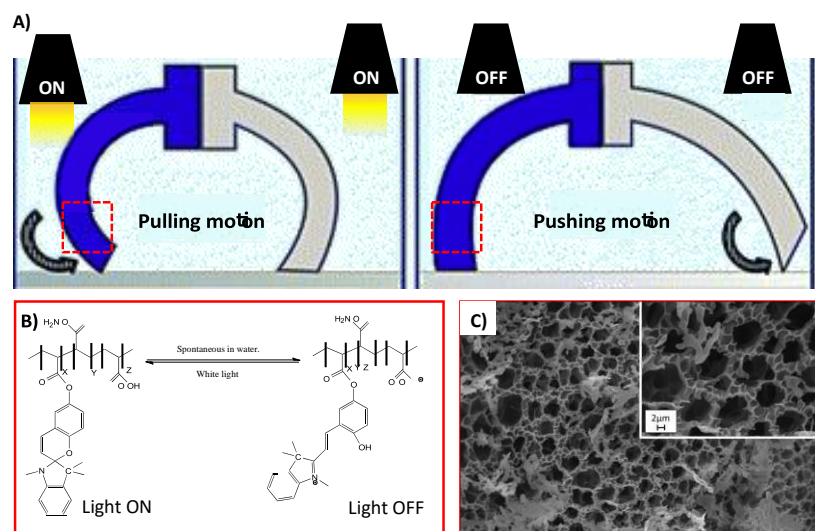 A)
ON
ON
OFF
OFF
Pulling motion
Pushing motion
B)
H₂N
O
O
X
Y
Z
O
OH
O
O
N
Light ON
Spontaneous in water.
White light
H₂N
O
O
X
Y
Z
O
O
⊖
O
OH
N
⊕
Light OFF
C)
2µm